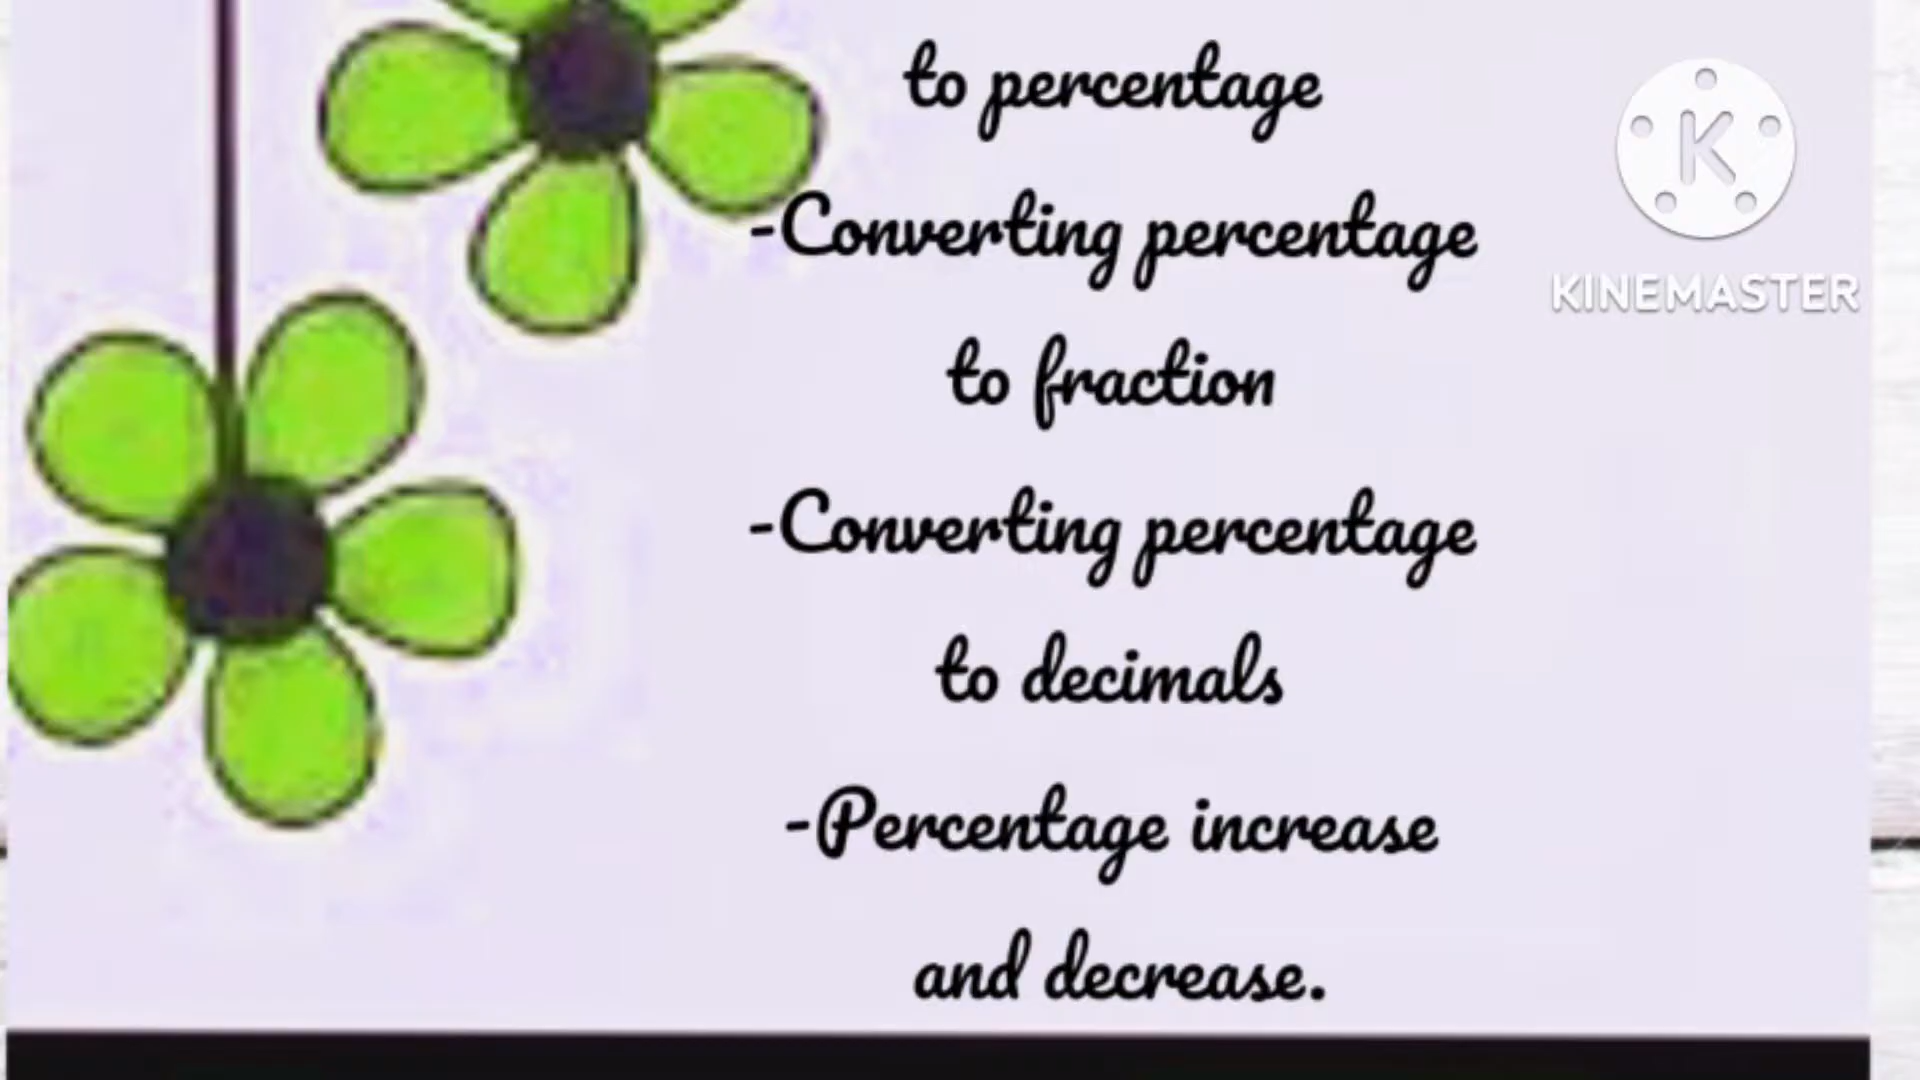 to percentage
-Converting percentage
to fraction
-Converting percentage
to decimals
-Percentage increase
and decrease.
K
KINEMASTER